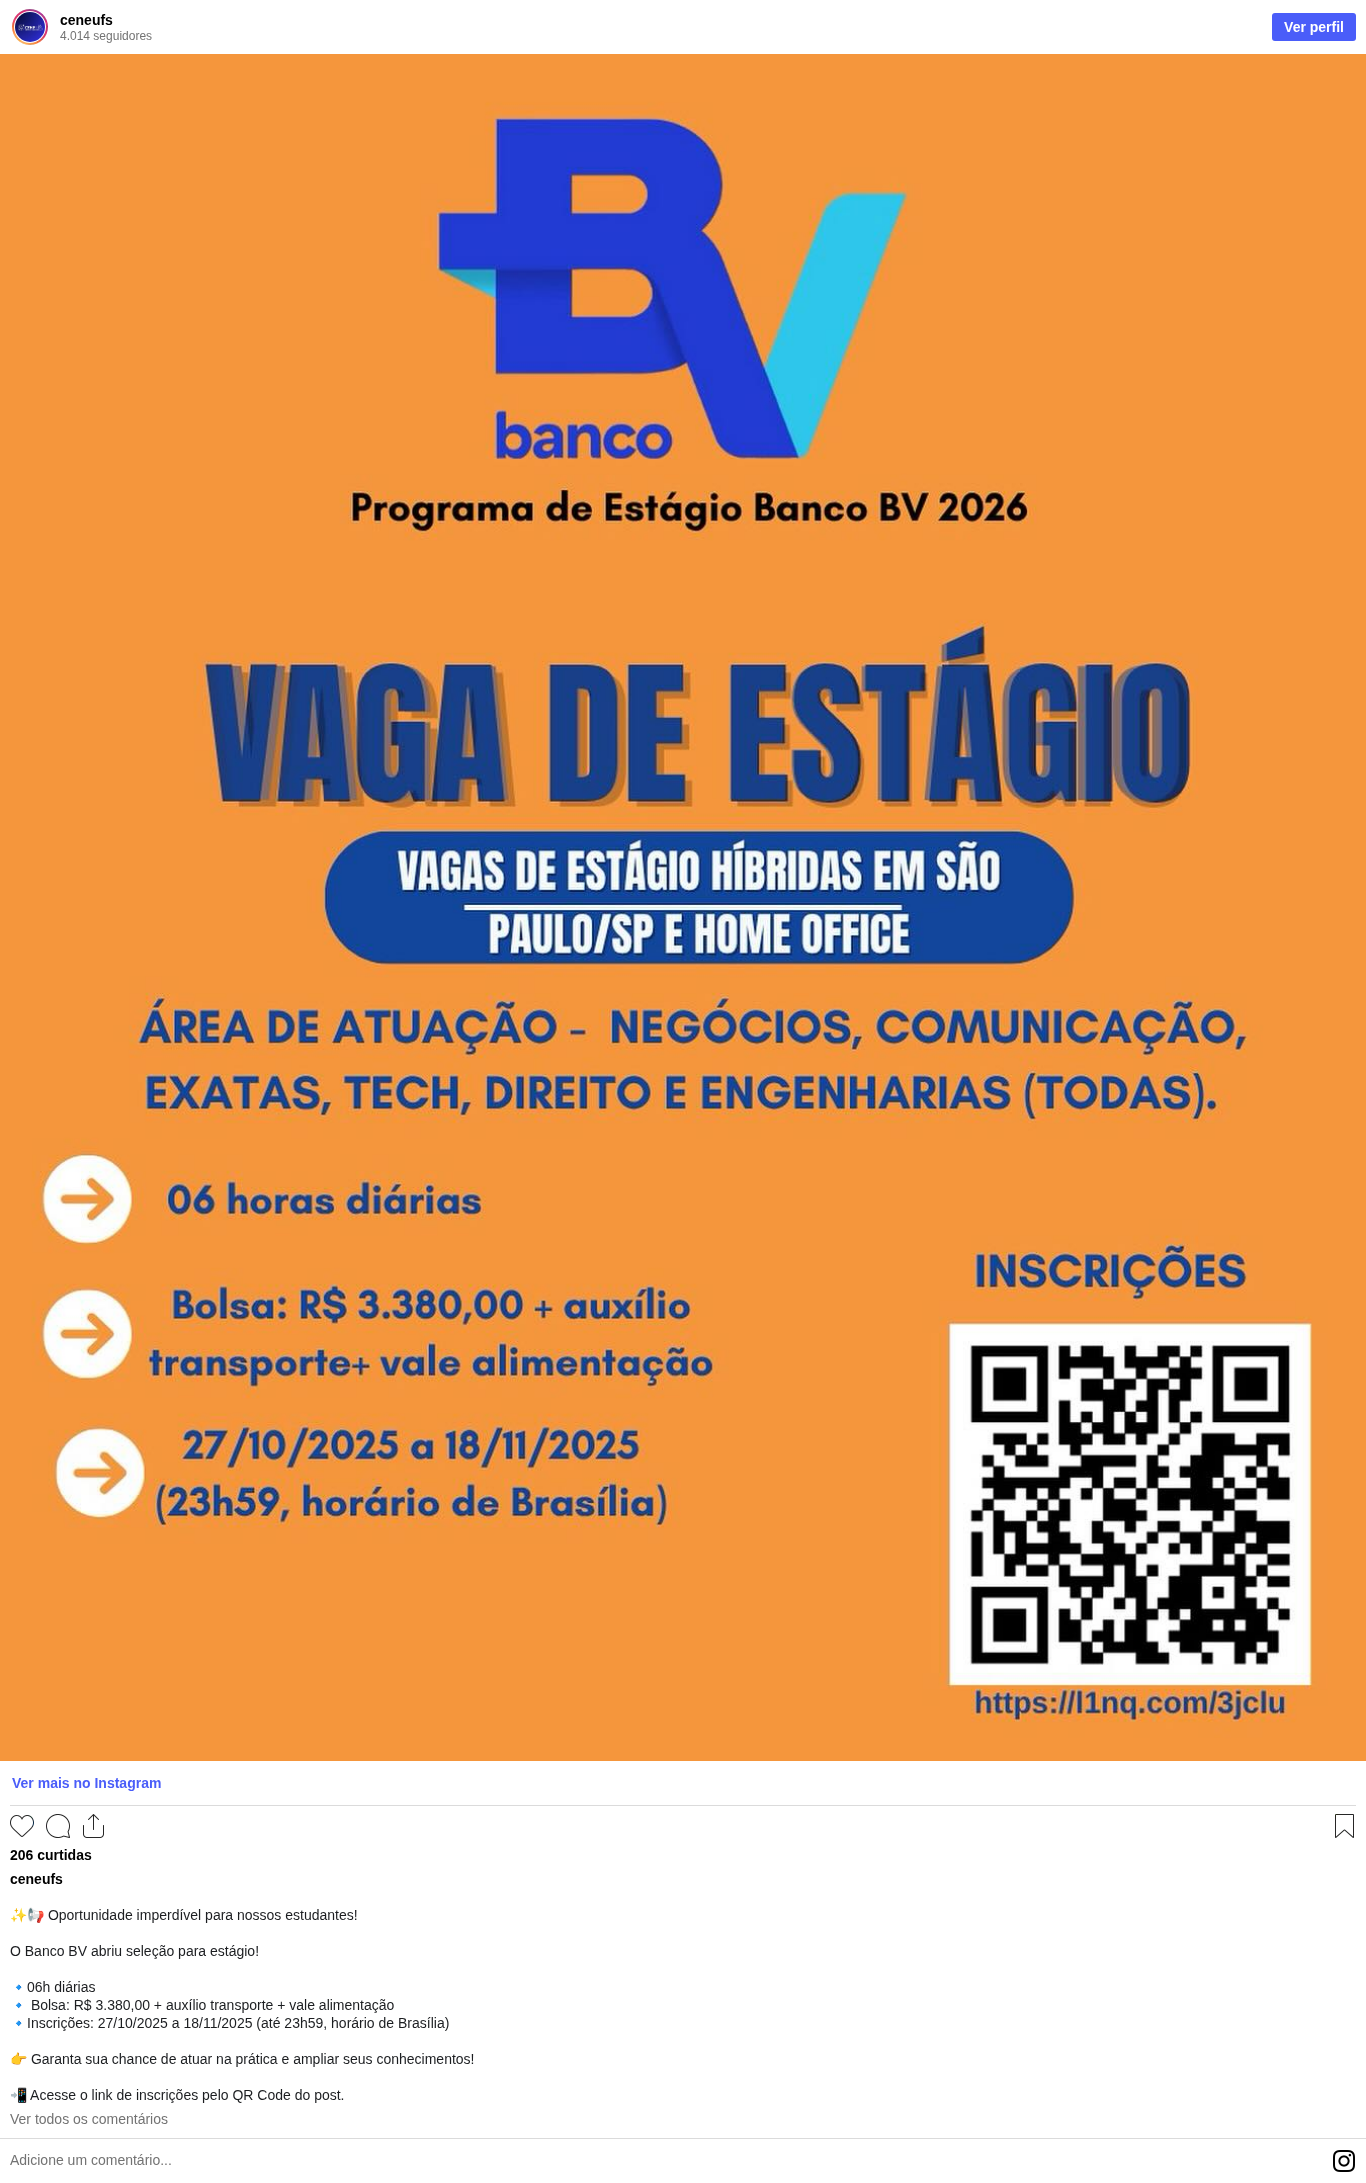 ceneufs
4.014 seguidores
Ver perfil
BV
banco
Programa de Estágio Banco BV 2026
VAGA DE ESTÁGIO
VAGAS DE ESTÁGIO HÍBRIDAS EM SÃO
PAULO/SP E HOME OFFICE
ÁREA DE ATUAÇÃO - NEGÓCIOS, COMUNICAÇÃO,
EXATAS, TECH, DIREITO E ENGENHARIAS (TODAS).
06 horas diárias
Bolsa: R$ 3.380,00 + auxílio
transporte+ vale alimentação
27/10/2025 a 18/11/2025
(23h59, horário de Brasília)
INSCRIÇÕES
https://l1nq.com/3jclu
Ver mais no Instagram
206 curtidas
ceneufs
✨📢 Oportunidade imperdível para nossos estudantes!
O Banco BV abriu seleção para estágio!
🔹06h diárias
🔹 Bolsa: R$ 3.380,00 + auxílio transporte + vale alimentação
🔹Inscrições: 27/10/2025 a 18/11/2025 (até 23h59, horário de Brasília)
👉 Garanta sua chance de atuar na prática e ampliar seus conhecimentos!
📲 Acesse o link de inscrições pelo QR Code do post.
Ver todos os comentários
Adicione um comentário...